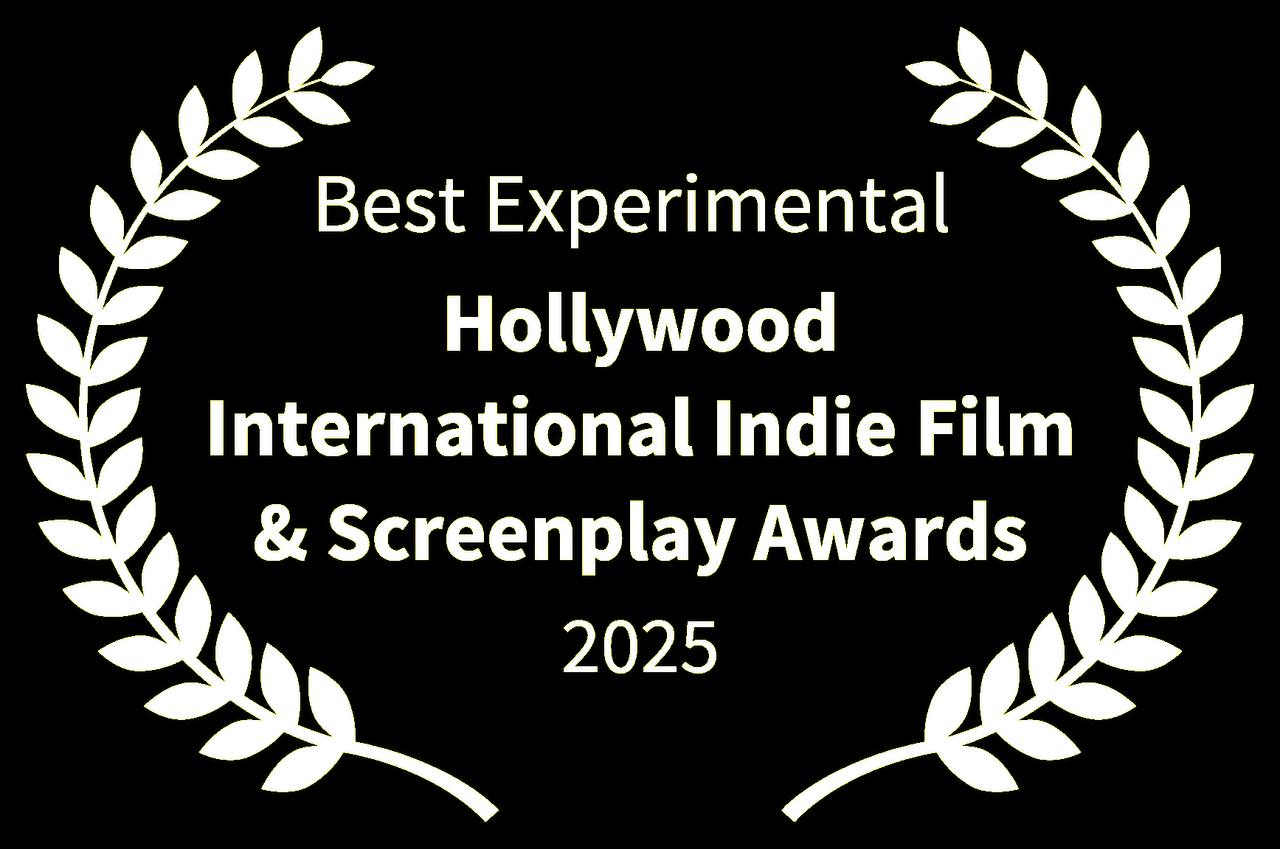 Best Experimental
Hollywood
International Indie Film
& Screenplay Awards
2025